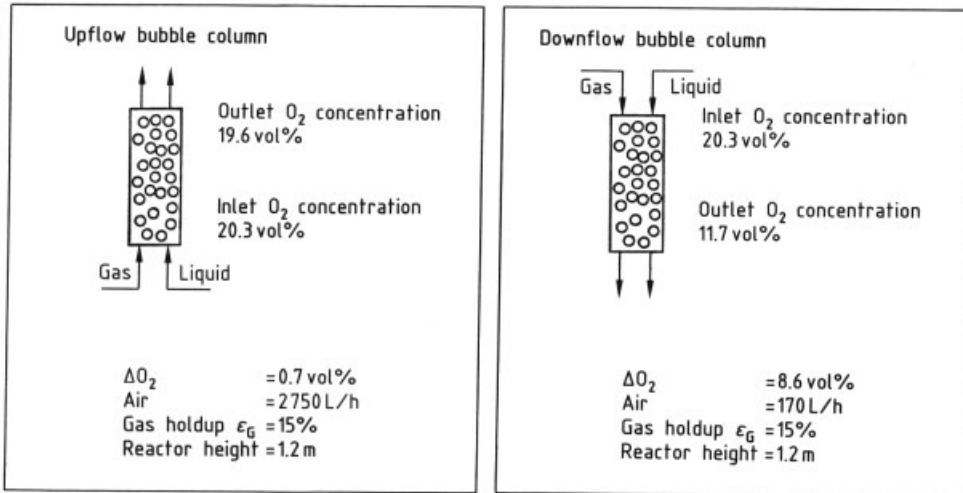 Upflow bubble column
Outlet O₂ concentration
19.6 vol%
Inlet O₂ concentration
20.3 vol%
Gas
Liquid
ΔO₂ =0.7 vol%
Air =2750 L/h
Gas holdup ε_G =15%
Reactor height =1.2 m
Downflow bubble column
Gas
Liquid
Inlet O₂ concentration
20.3 vol%
Outlet O₂ concentration
11.7 vol%
ΔO₂ =8.6 vol%
Air =170 L/h
Gas holdup ε_G =15%
Reactor height =1.2 m